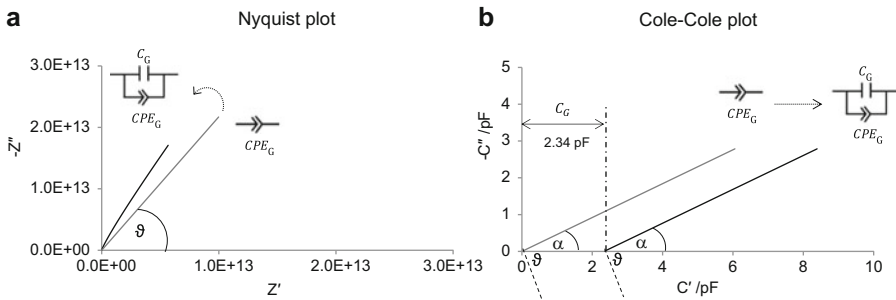 a
Nyquist plot
-Z″
3.0E+13
2.0E+13
1.0E+13
0.0E+00
C_G
CPE_G
CPE_G
ϑ
0.0E+00 1.0E+13 2.0E+13 3.0E+13
Z′
b
Cole-Cole plot
-C″/pF
5
4
3
2
1
0
C_G
2.34 pF
CPE_G
C_G
CPE_G
α
α
ϑ
ϑ
0 2 4 6 8 10
C′/pF